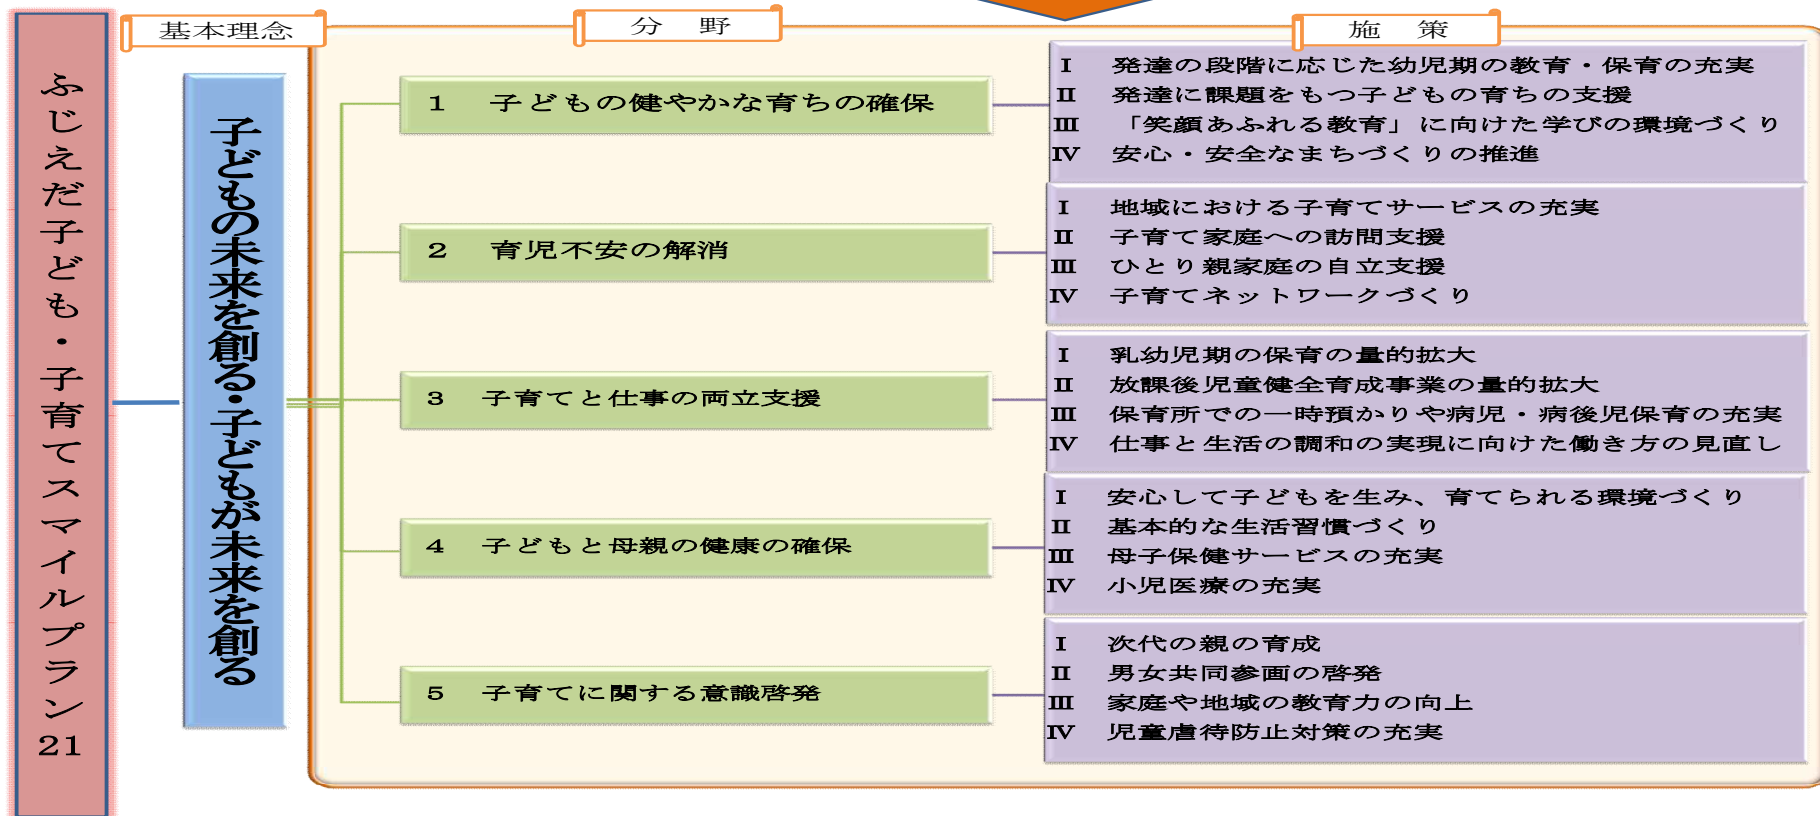 ふじえだ子ども・子育てスマイルプラン21
基本理念
子どもの未来を創る・子どもが未来を創る
分　野
施　策
1　子どもの健やかな育ちの確保
Ⅰ　発達の段階に応じた幼児期の教育・保育の充実
Ⅱ　発達に課題をもつ子どもの育ちの支援
Ⅲ　「笑顔あふれる教育」に向けた学びの環境づくり
Ⅳ　安心・安全なまちづくりの推進
2　育児不安の解消
Ⅰ　地域における子育てサービスの充実
Ⅱ　子育て家庭への訪問支援
Ⅲ　ひとり親家庭の自立支援
Ⅳ　子育てネットワークづくり
3　子育てと仕事の両立支援
Ⅰ　乳幼児期の保育の量的拡大
Ⅱ　放課後児童健全育成事業の量的拡大
Ⅲ　保育所での一時預かりや病児・病後児保育の充実
Ⅳ　仕事と生活の調和の実現に向けた働き方の見直し
4　子どもと母親の健康の確保
Ⅰ　安心して子どもを生み、育てられる環境づくり
Ⅱ　基本的な生活習慣づくり
Ⅲ　母子保健サービスの充実
Ⅳ　小児医療の充実
5　子育てに関する意識啓発
Ⅰ　次代の親の育成
Ⅱ　男女共同参画の啓発
Ⅲ　家庭や地域の教育力の向上
Ⅳ　児童虐待防止対策の充実